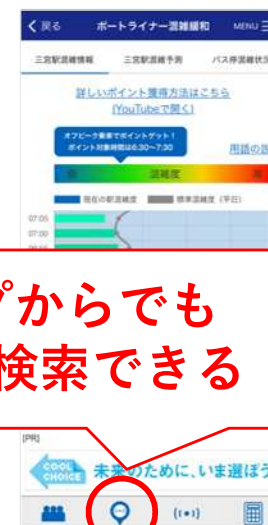 戻る ポートライナー混雑緩和 MENU
三宮駅混雑情報 三宮駅混雑予測 バス停混雑状況
詳しいポイント獲得方法はこちら
(YouTubeで開く)
オフピーク乗車でポイントゲット！
ポイント対象時間は6:30~7:30
用語の説
混雑度
現在の駅混雑度 標準混雑度（平日）
07:05
07:00
プからでも
検索できる
[PR]
COOL CHOICE 未来のために、いま選ぼう